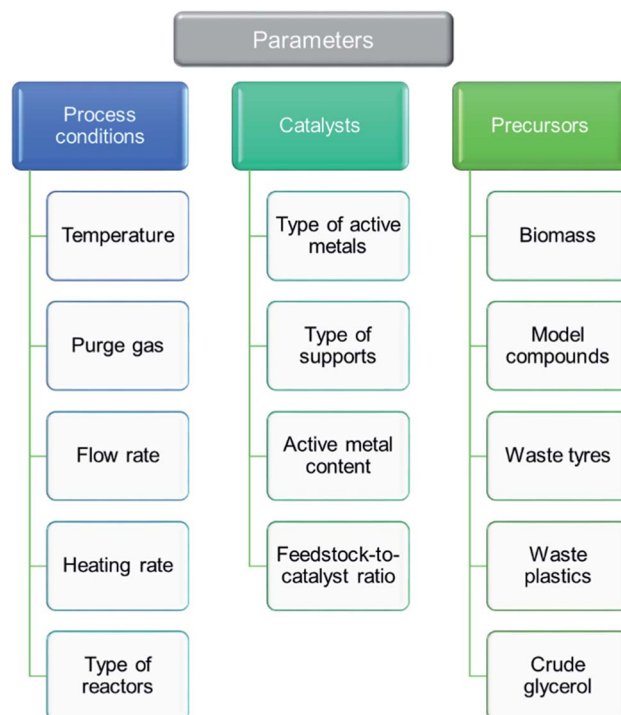 Parameters
Process
conditions
Temperature
Purge gas
Flow rate
Heating rate
Type of
reactors
Catalysts
Type of active
metals
Type of
supports
Active metal
content
Feedstock-to-
catalyst ratio
Precursors
Biomass
Model
compounds
Waste tyres
Waste
plastics
Crude
glycerol